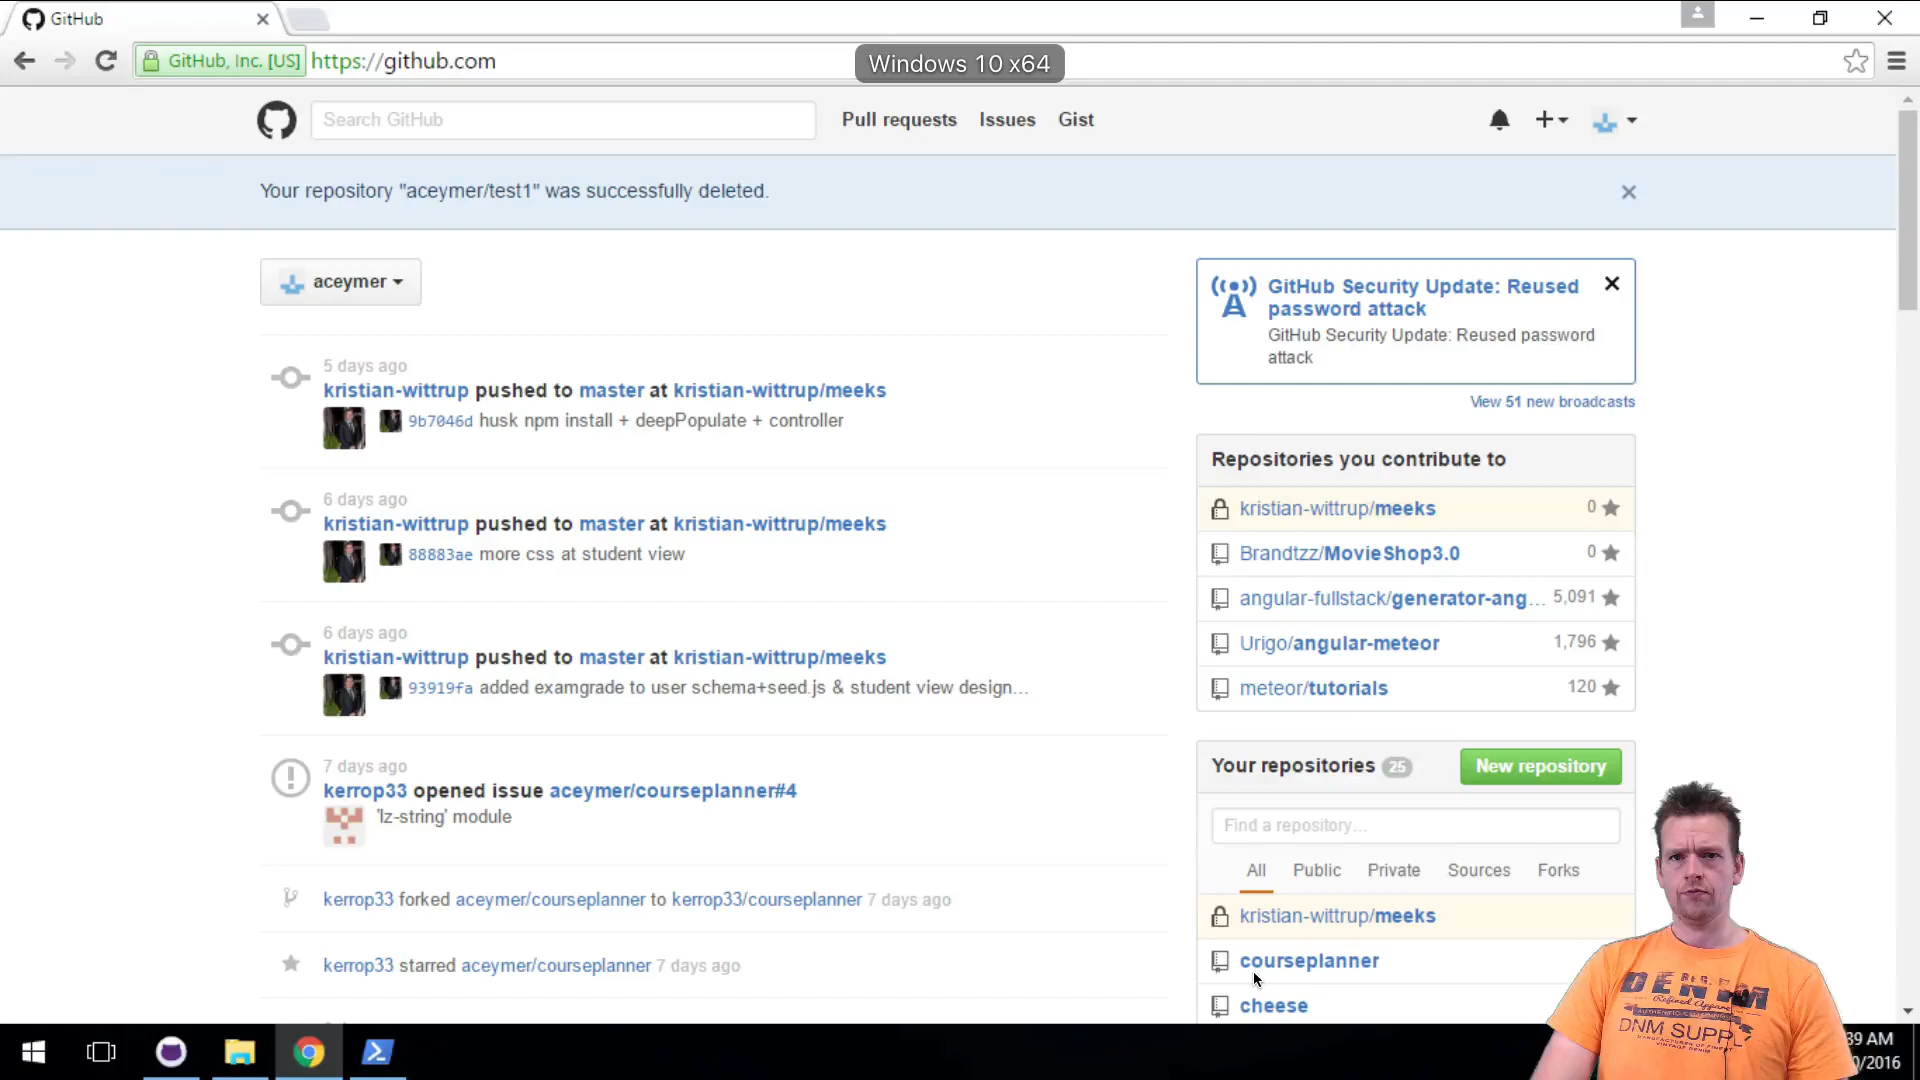 GitHub
GitHub, Inc. [US] https://github.com
Windows 10 x64
Search GitHub
Pull requests Issues Gist
Your repository "aceymer/test1" was successfully deleted.
aceymer
5 days ago
kristian-wittrup pushed to master at kristian-wittrup/meeks
9b7046d husk npm install + deepPopulate + controller
6 days ago
kristian-wittrup pushed to master at kristian-wittrup/meeks
88883ae more css at student view
6 days ago
kristian-wittrup pushed to master at kristian-wittrup/meeks
93919fa added examgrade to user schema+seed.js & student view design...
7 days ago
kerrop33 opened issue aceymer/courseplanner#4
'lz-string' module
kerrop33 forked aceymer/courseplanner to kerrop33/courseplanner 7 days ago
kerrop33 starred aceymer/courseplanner 7 days ago
GitHub Security Update: Reused
password attack
GitHub Security Update: Reused password
attack
View 51 new broadcasts
Repositories you contribute to
kristian-wittrup/meeks 0
Brandtzz/MovieShop3.0 0
angular-fullstack/generator-ang... 5,091
Urigo/angular-meteor 1,796
meteor/tutorials 120
Your repositories 25 New repository
Find a repository...
All Public Private Sources Forks
kristian-wittrup/meeks
courseplanner
cheese
DENIM
DNM SUPPLY
39 AM
0/2016